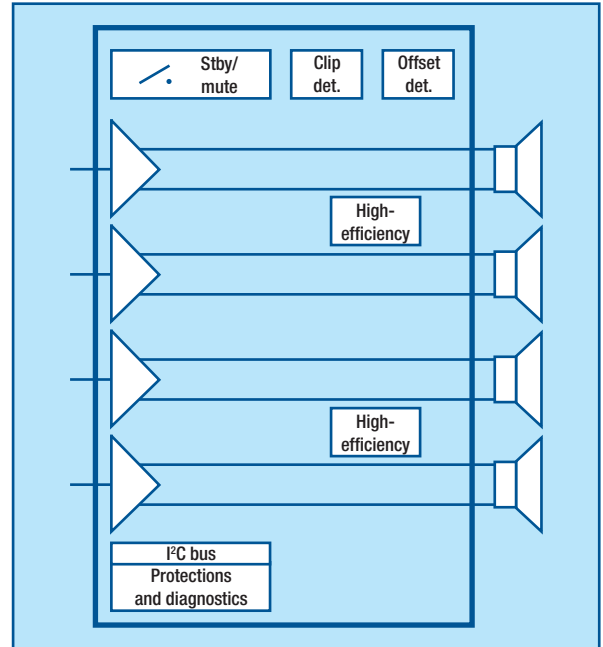 Stby/
mute
Clip
det.
Offset
det.
High-
efficiency
High-
efficiency
I²C bus
Protections
and diagnostics